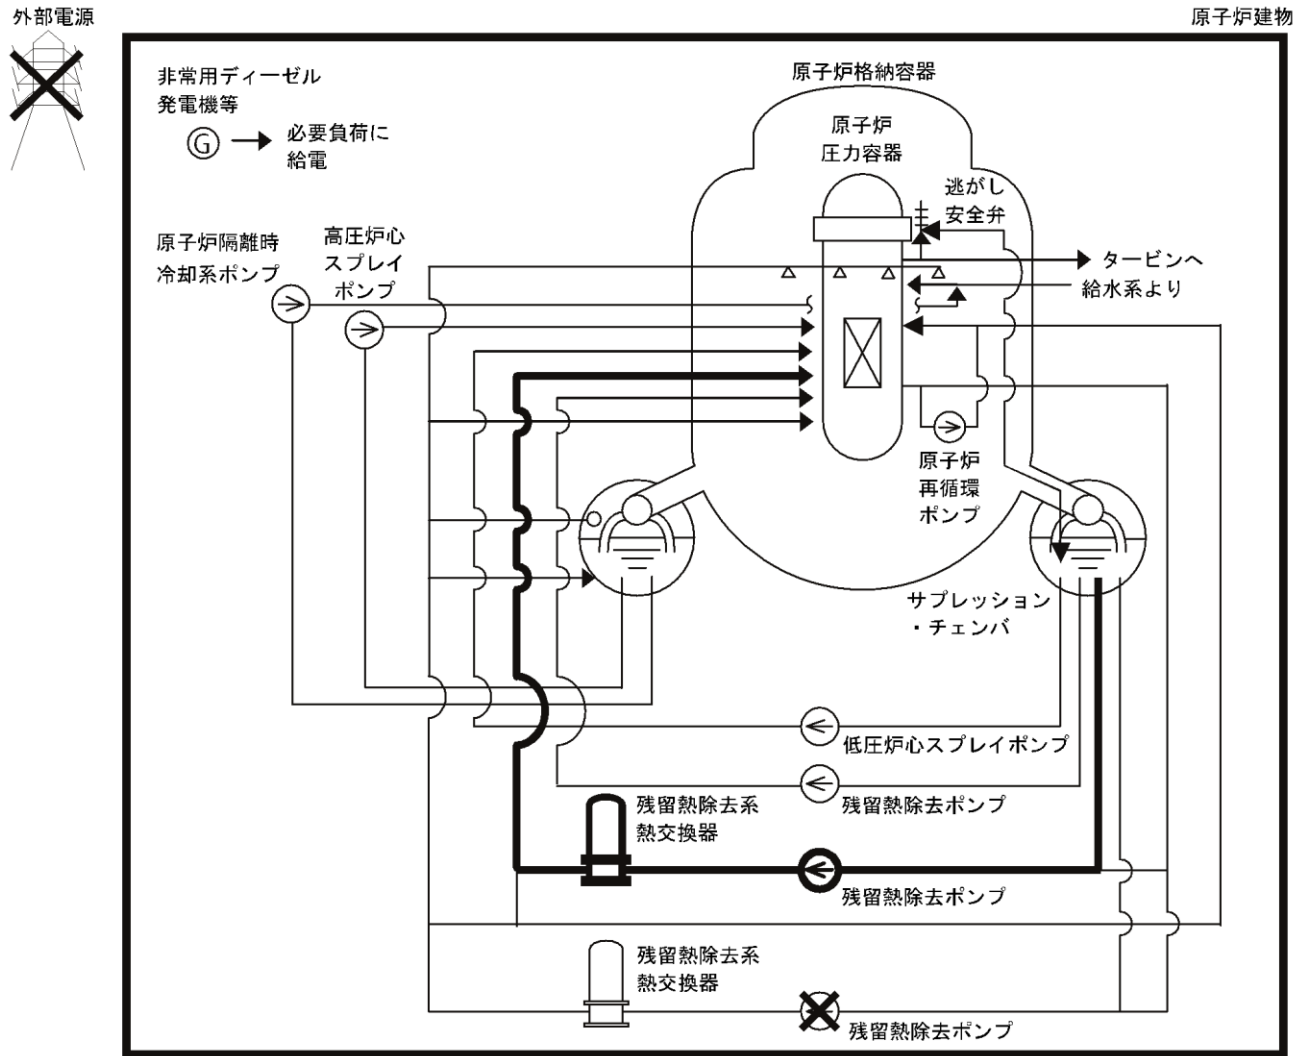 外部電源
原子炉建物
非常用ディーゼル
発電機等
G
必要負荷に
給電
原子炉格納容器
原子炉
圧力容器
逃がし
安全弁
原子炉隔離時
冷却系ポンプ
高圧炉心
スプレイ
ポンプ
タービンへ
給水系より
原子炉
再循環
ポンプ
サプレッション
・チェンバ
低圧炉心スプレイポンプ
残留熱除去系
熱交換器
残留熱除去ポンプ
残留熱除去ポンプ
残留熱除去系
熱交換器
残留熱除去ポンプ